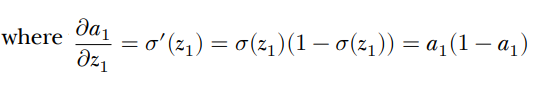 where ∂a₁/∂z₁ = σ′(z₁) = σ(z₁)(1 − σ(z₁)) = a₁(1 − a₁)